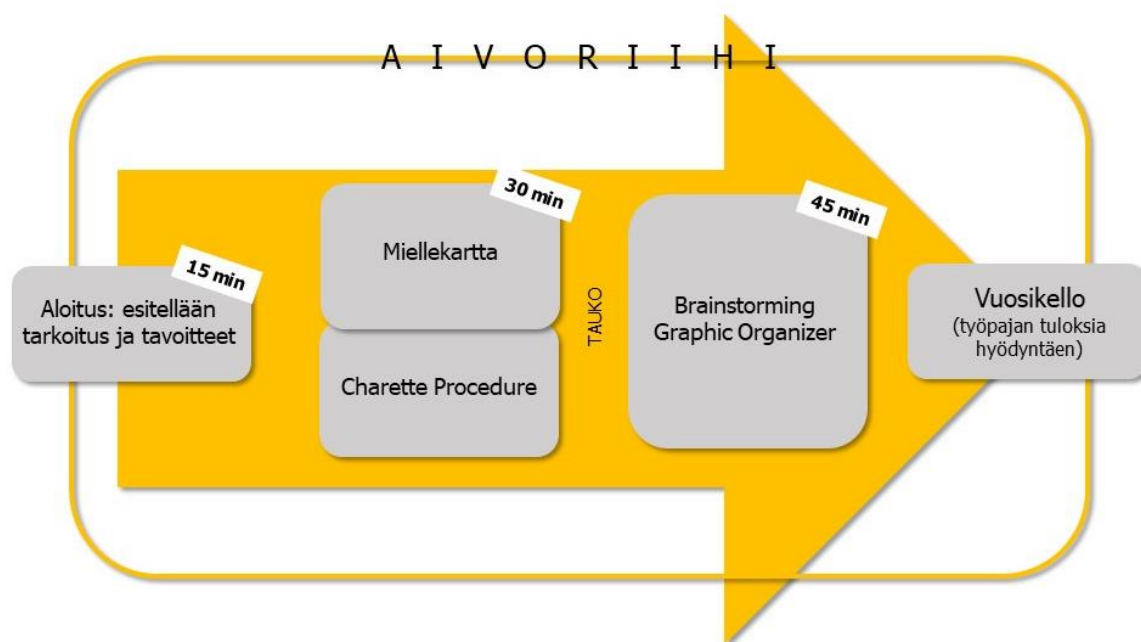 A I V O R I I H I
15 min
Aloitus: esitellään
tarkoitus ja tavoitteet
30 min
Miellekartta
Charette Procedure
TAUKO
45 min
Brainstorming
Graphic Organizer
Vuosikello
(työpajan tuloksia
hyödyntäen)